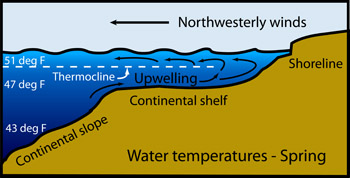 Northwesterly winds
51 deg F
Shoreline
Thermocline
Upwelling
47 deg F
Continental shelf
43 deg F
Continental slope
Water temperatures - Spring